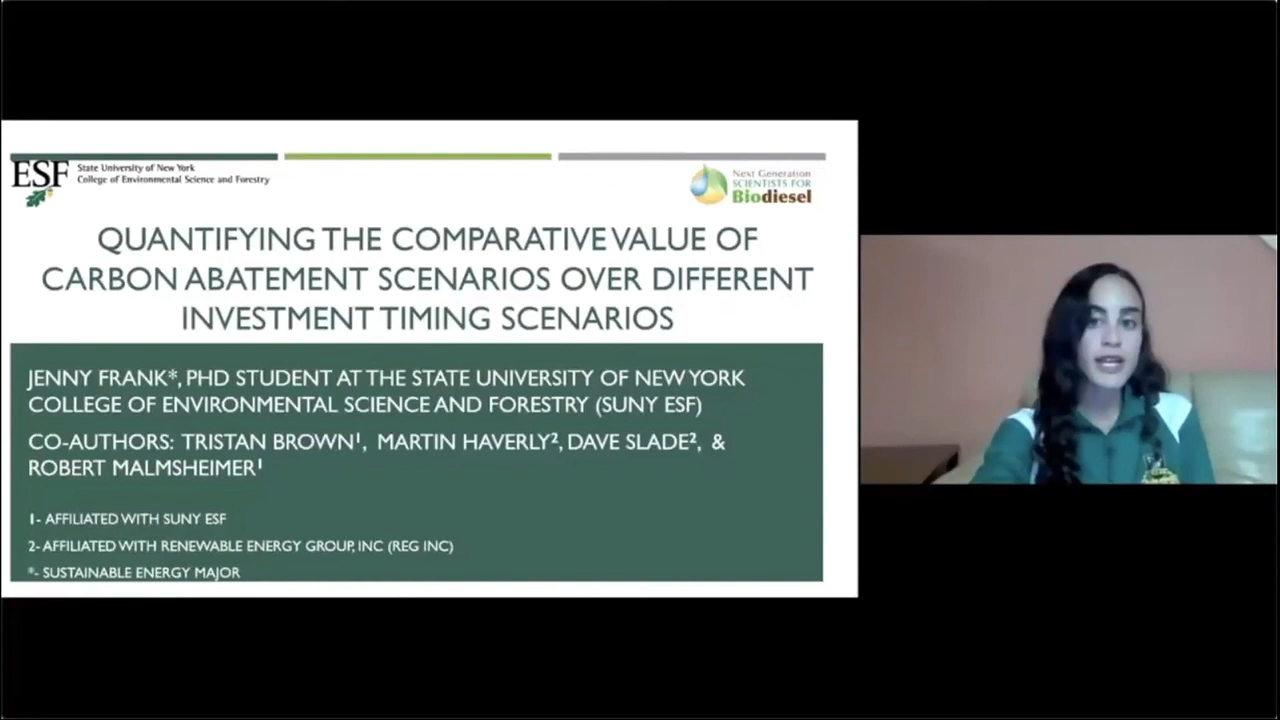 ESF
State University of New York
College of Environmental Science and Forestry
Next Generation
SCIENTISTS FOR
Biodiesel
QUANTIFYING THE COMPARATIVE VALUE OF
CARBON ABATEMENT SCENARIOS OVER DIFFERENT
INVESTMENT TIMING SCENARIOS
JENNY FRANK*, PHD STUDENT AT THE STATE UNIVERSITY OF NEW YORK
COLLEGE OF ENVIRONMENTAL SCIENCE AND FORESTRY (SUNY ESF)
CO-AUTHORS: TRISTAN BROWN¹, MARTIN HAVERLY², DAVE SLADE², &
ROBERT MALMSHEIMER¹
1- AFFILIATED WITH SUNY ESF
2- AFFILIATED WITH RENEWABLE ENERGY GROUP, INC (REG INC)
*- SUSTAINABLE ENERGY MAJOR